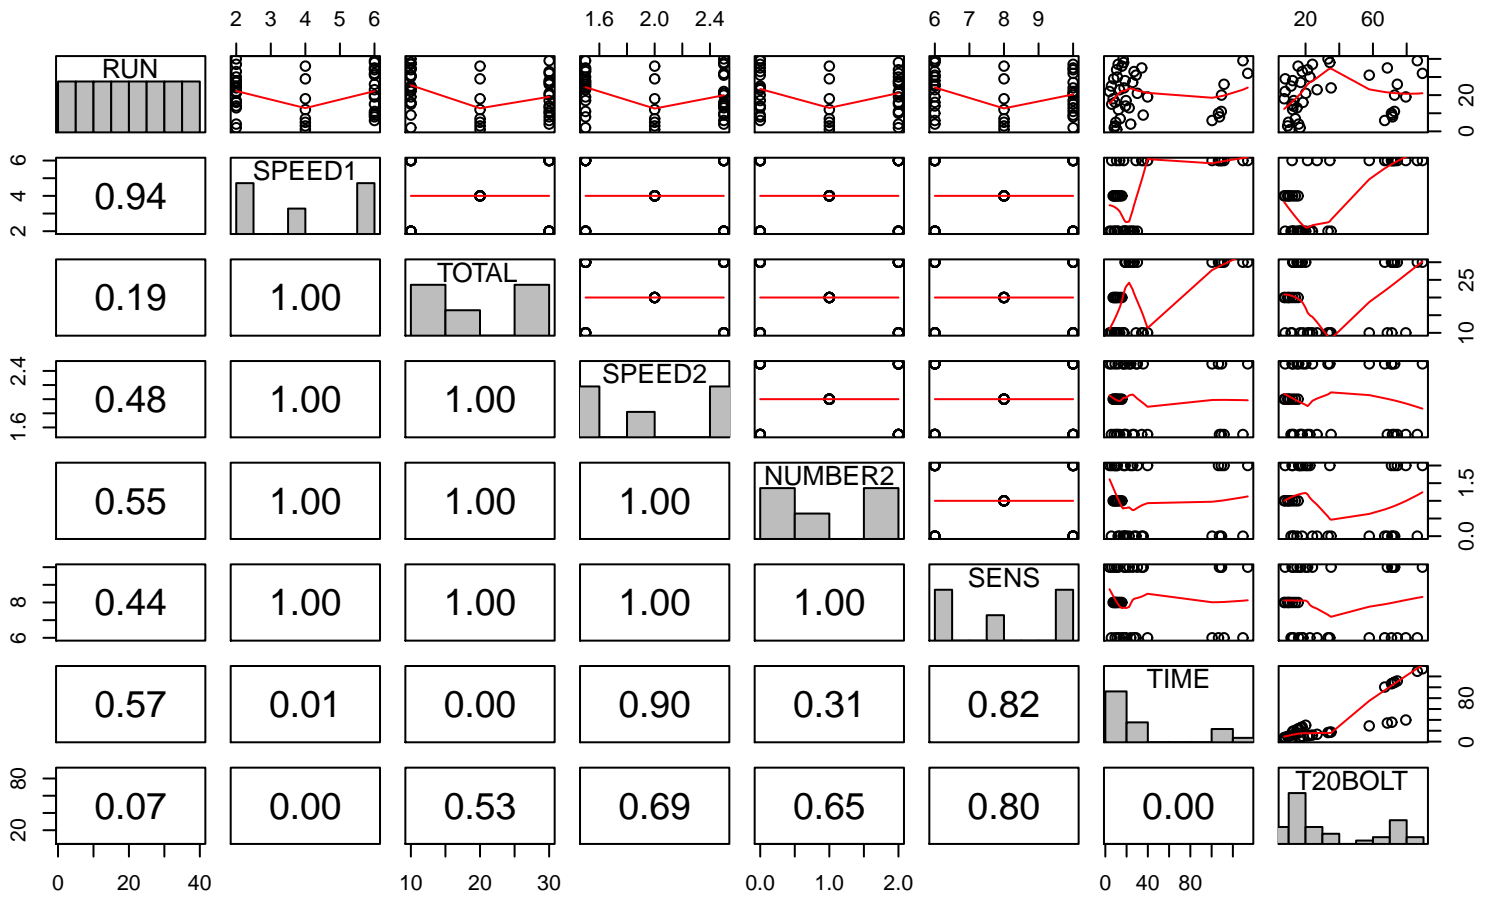 2 3 4 5 6 1.6 2.0 2.4 6 7 8 9 20 60
RUN
0 20
2 4 6
0.94 SPEED1
0.19 1.00 TOTAL
10 25
1.6 2.4
0.48 1.00 1.00 SPEED2
0.55 1.00 1.00 1.00 NUMBER2
0.0 1.5
6 8
0.44 1.00 1.00 1.00 1.00 SENS
0.57 0.01 0.00 0.90 0.31 0.82 TIME
0 80
20 80
0.07 0.00 0.53 0.69 0.65 0.80 0.00 T20BOLT
0 20 40 10 20 30 0.0 1.0 2.0 0 40 80